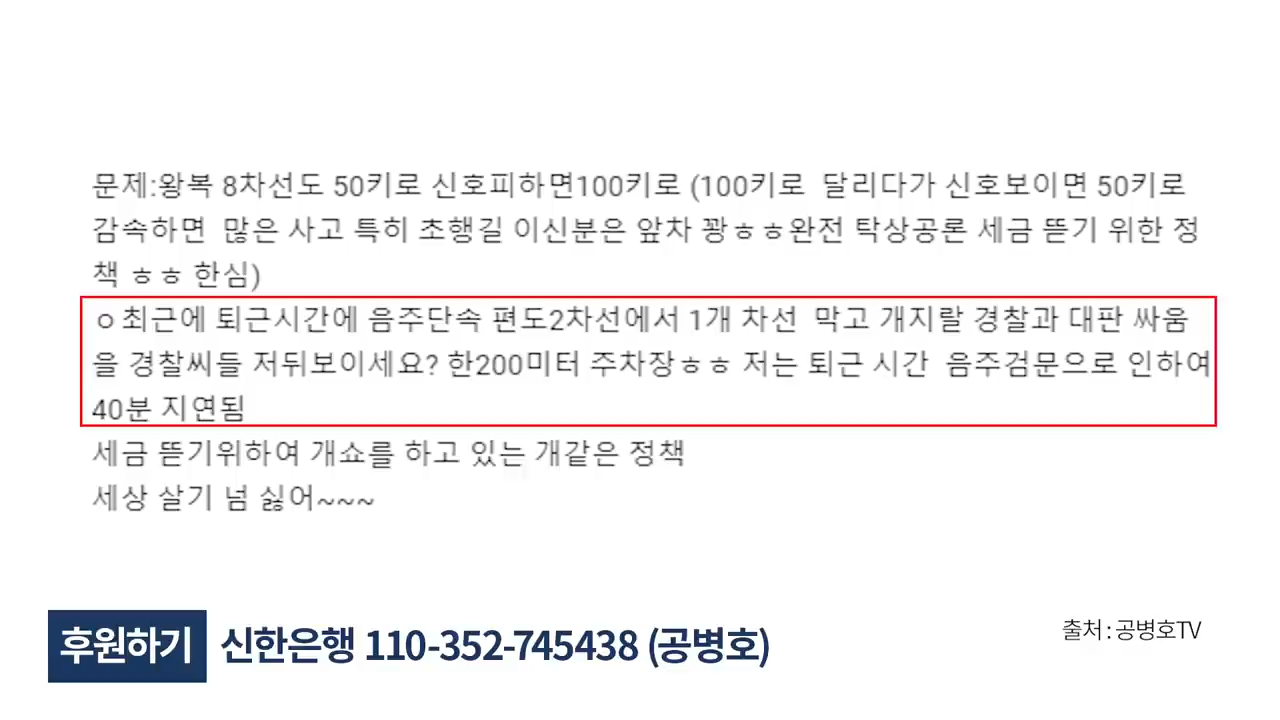 문제:왕복 8차선도 50키로 신호피하면100키로 (100키로 달리다가 신호보이면 50키로
감속하면 많은 사고 특히 초행길 이신분은 앞차 꽝ㅎㅎ완전 탁상공론 세금 뜯기 위한 정
책 ㅎㅎ 한심)
ㅇ최근에 퇴근시간에 음주단속 편도2차선에서 1개 차선 막고 개지랄 경찰과 대판 싸움
을 경찰씨들 저뒤보이세요? 한200미터 주차장ㅎㅎ 저는 퇴근 시간 음주검문으로 인하여
40분 지연됨
세금 뜯기위하여 개쇼를 하고 있는 개같은 정책
세상 살기 넘 싫어~~~
후원하기 신한은행 110-352-745438 (공병호)
출처 : 공병호TV